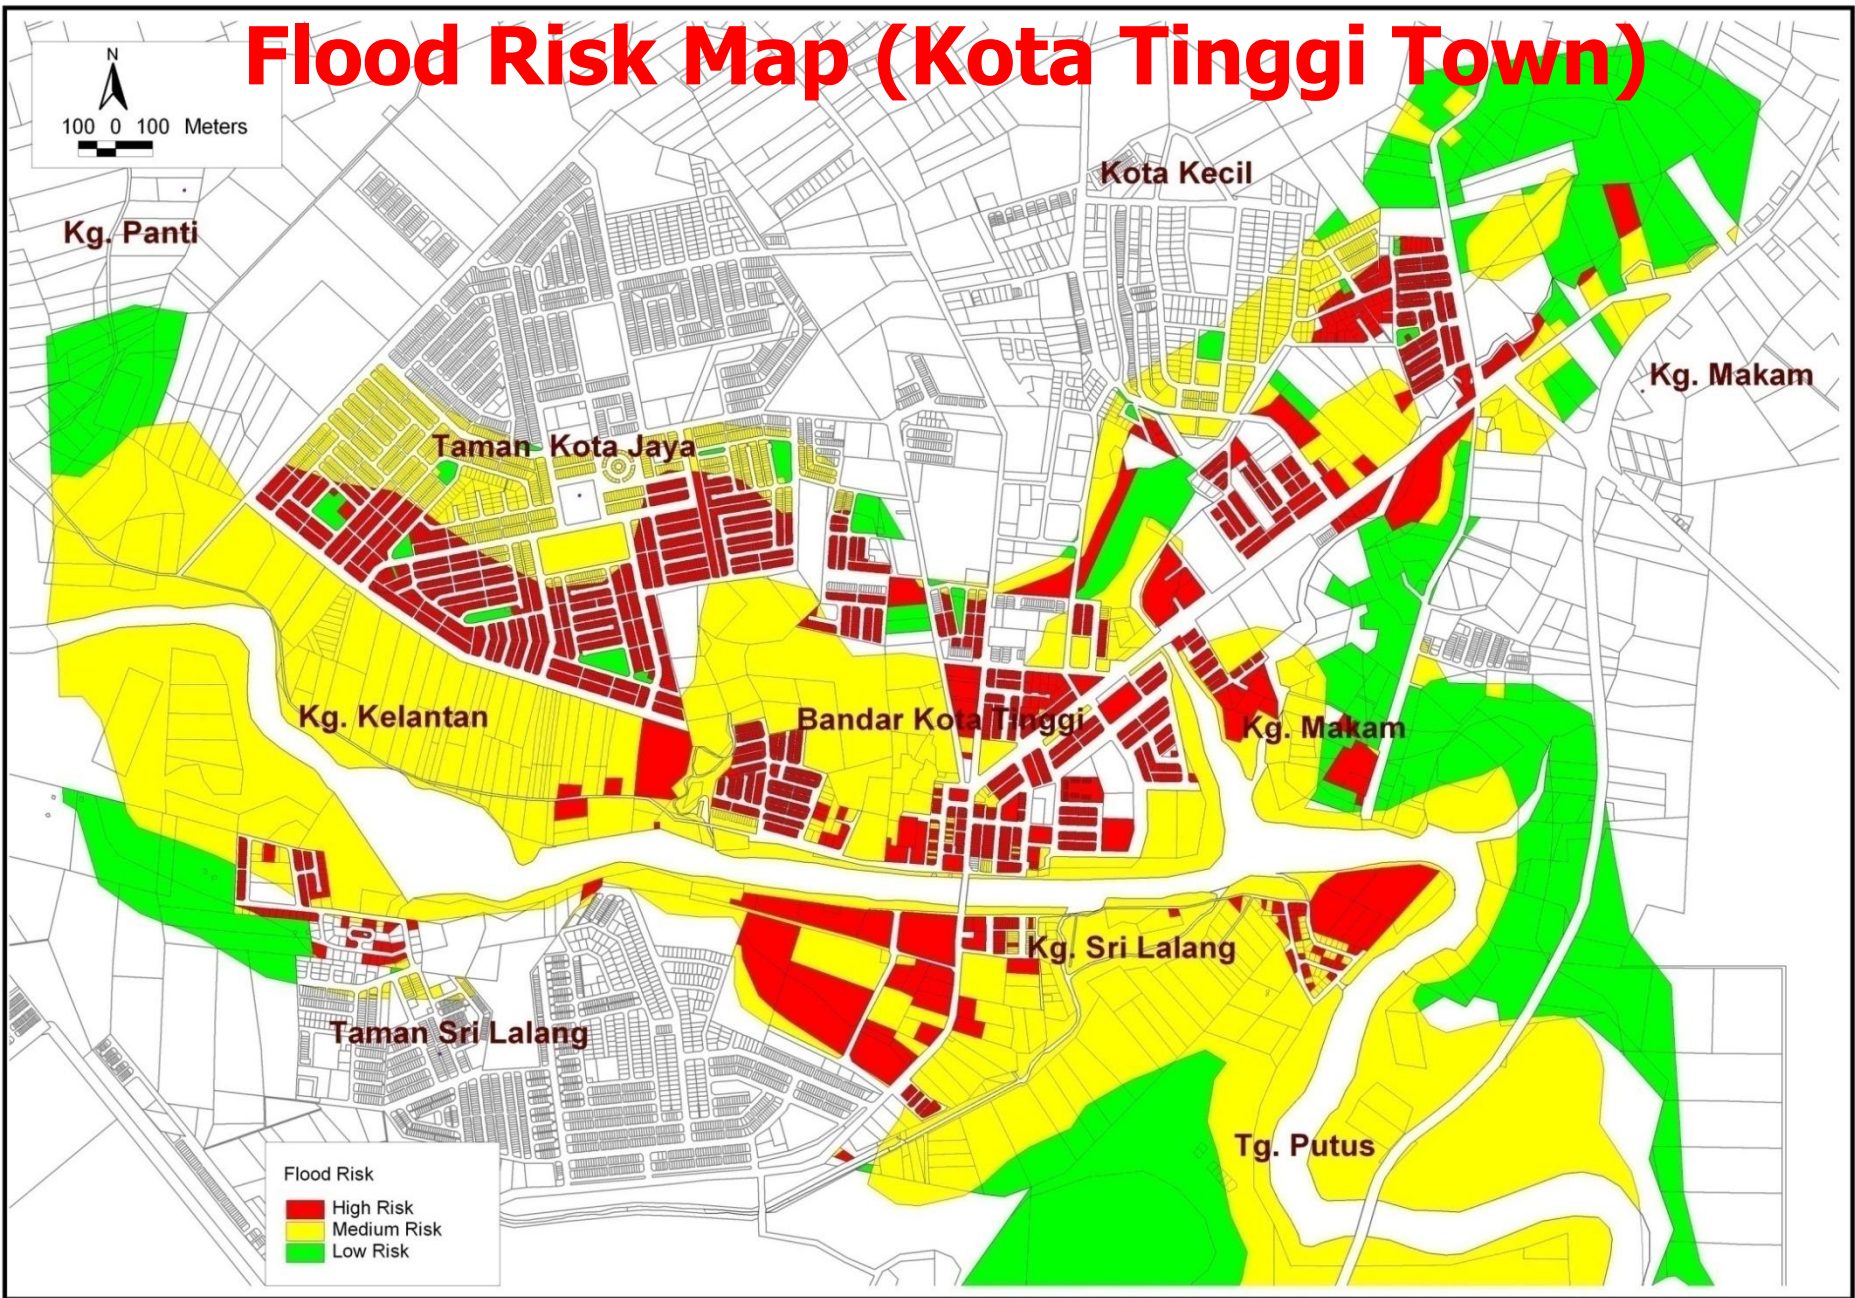 Flood Risk Map (Kota Tinggi Town)
N
100 0 100 Meters
Kota Kecil
Kg. Panti
Kg. Makam
Taman Kota Jaya
Kg. Kelantan
Bandar Kota Tinggi
Kg. Makam
Kg. Sri Lalang
Taman Sri Lalang
Tg. Putus
Flood Risk
High Risk
Medium Risk
Low Risk